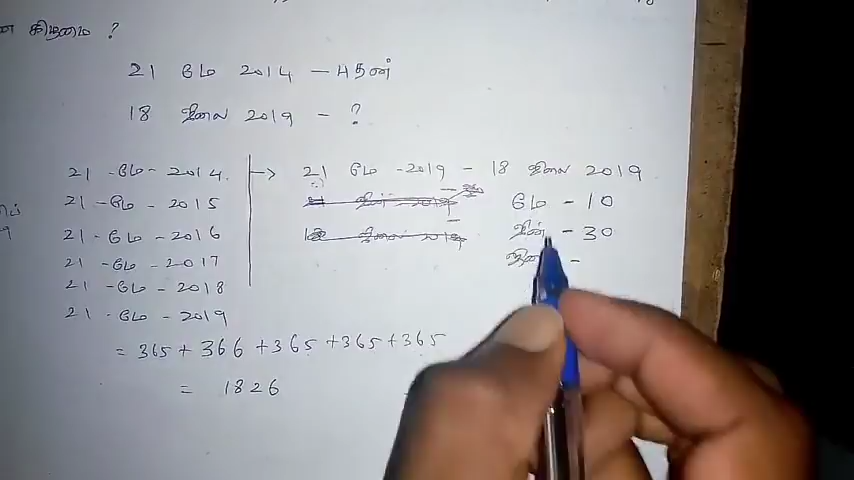 கிழமை ?
21 மே 2014 - புதன்
18 ஜீலை 2019 - ?
21 - மே - 2014
21 - மே - 2015
21 - மே - 2016
21 - மே - 2017
21 - மே - 2018
21 - மே - 2019
= 365 + 366 + 365 + 365 + 365
= 1826
→ 21 மே - 2019 - 18 ஜீலை 2019
மே - 10
ஜீன் - 30
-